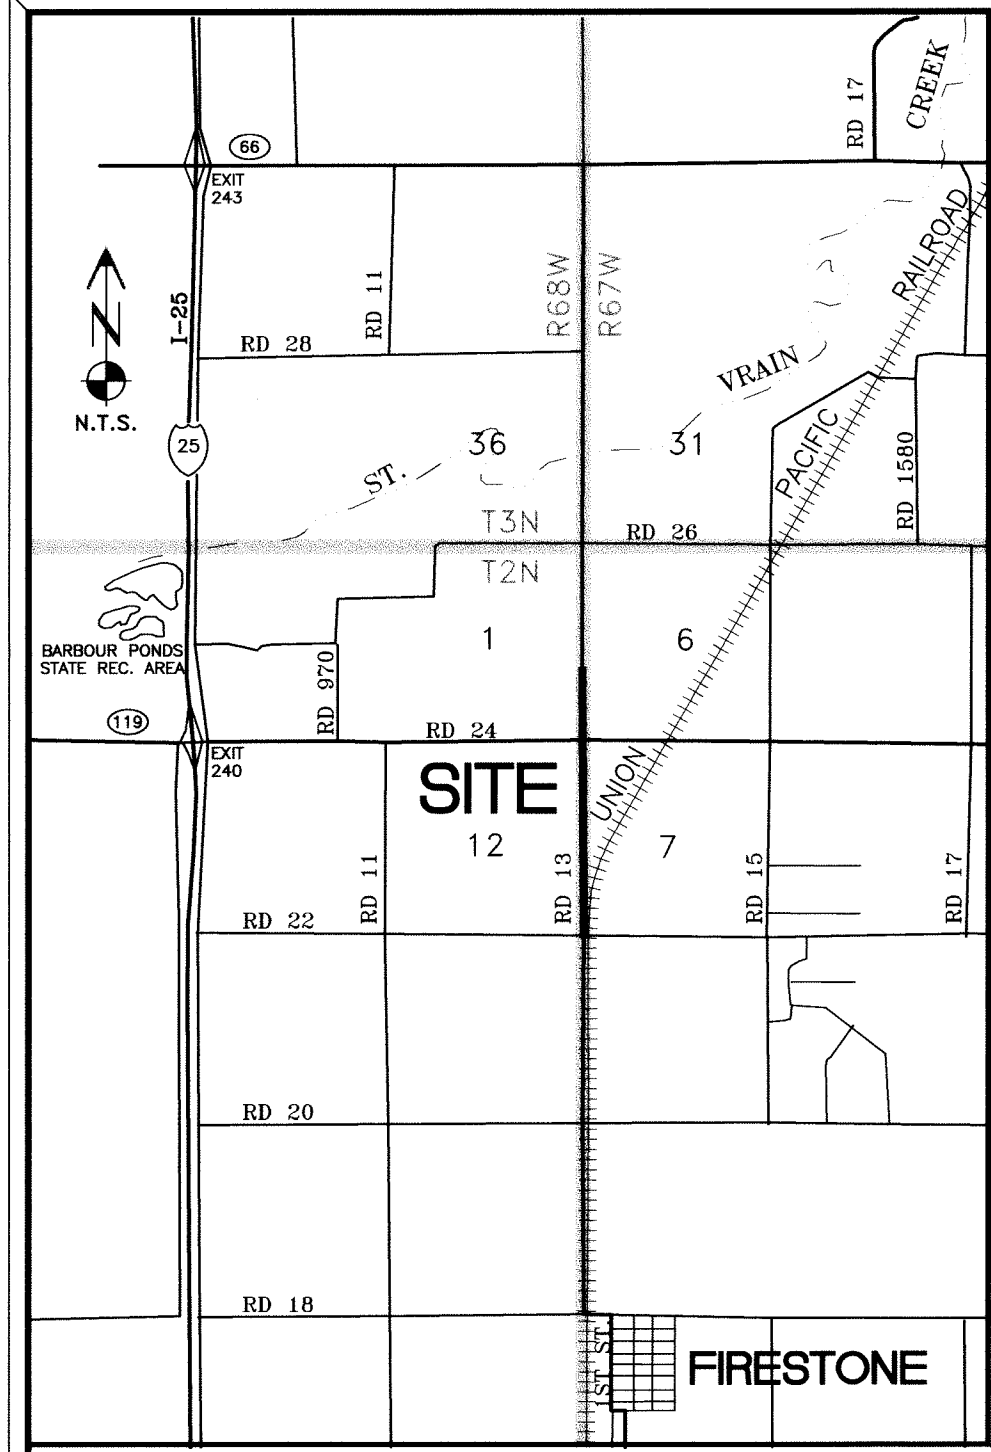 CREEK
RD 17
66
EXIT
243
RAILROAD
RD 11
R68W
R67W
I-25
RD 28
N
N.T.S.
VRAIN
25
36
31
PACIFIC
ST.
RD 1580
T3N
RD 26
T2N
1
6
BARBOUR PONDS
STATE REC. AREA
RD 970
119
RD 24
EXIT
240
SITE
UNION
12
7
RD 11
RD 13
RD 15
RD 17
RD 22
RD 20
RD 18
1ST ST.
FIRESTONE